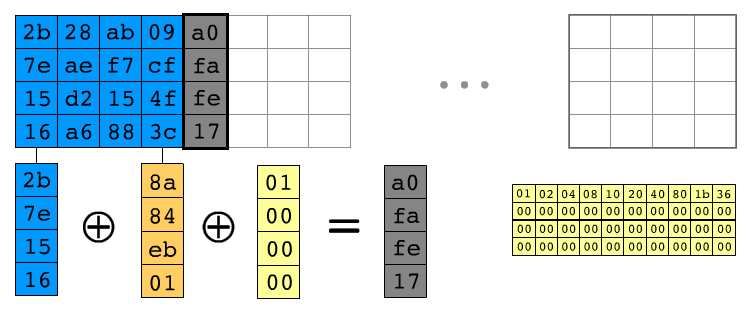 2b 28 ab 09 a0
7e ae f7 cf fa
15 d2 15 4f fe
16 a6 88 3c 17
...
2b ⊕ 8a ⊕ 01 = a0
7e 84 00 fa
15 eb 00 fe
16 01 00 17
01 02 04 08 10 20 40 80 1b 36
00 00 00 00 00 00 00 00 00 00
00 00 00 00 00 00 00 00 00 00
00 00 00 00 00 00 00 00 00 00